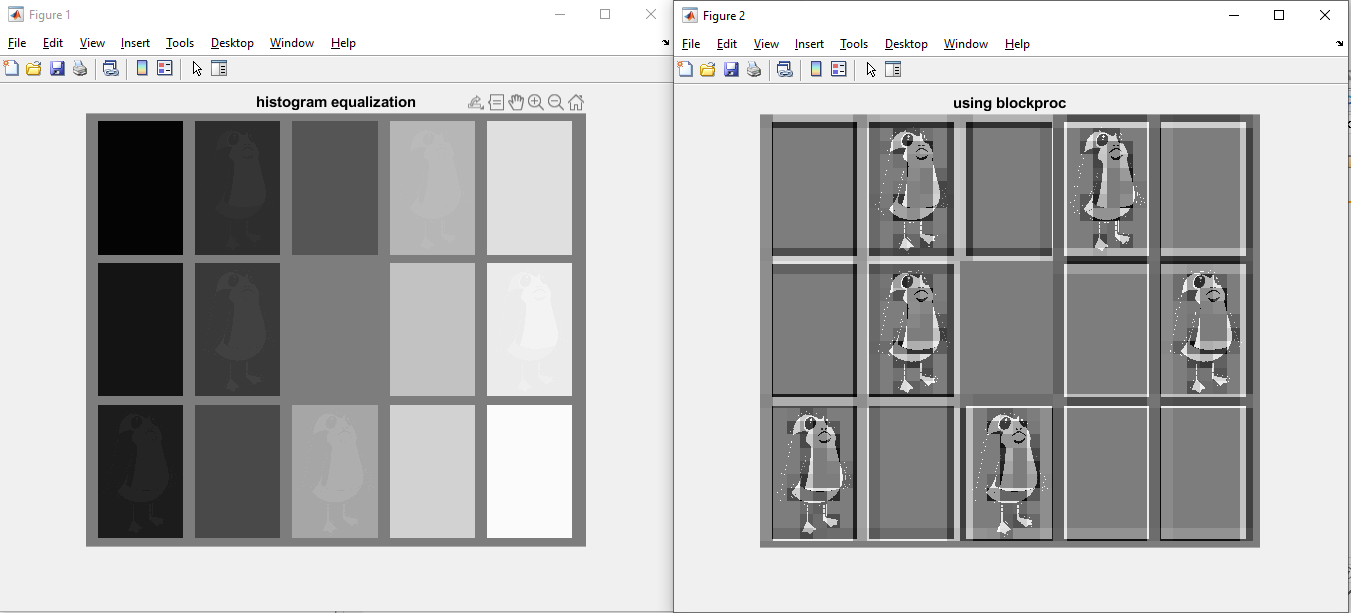 Figure 1
File Edit View Insert Tools Desktop Window Help
histogram equalization
Figure 2
File Edit View Insert Tools Desktop Window Help
using blockproc